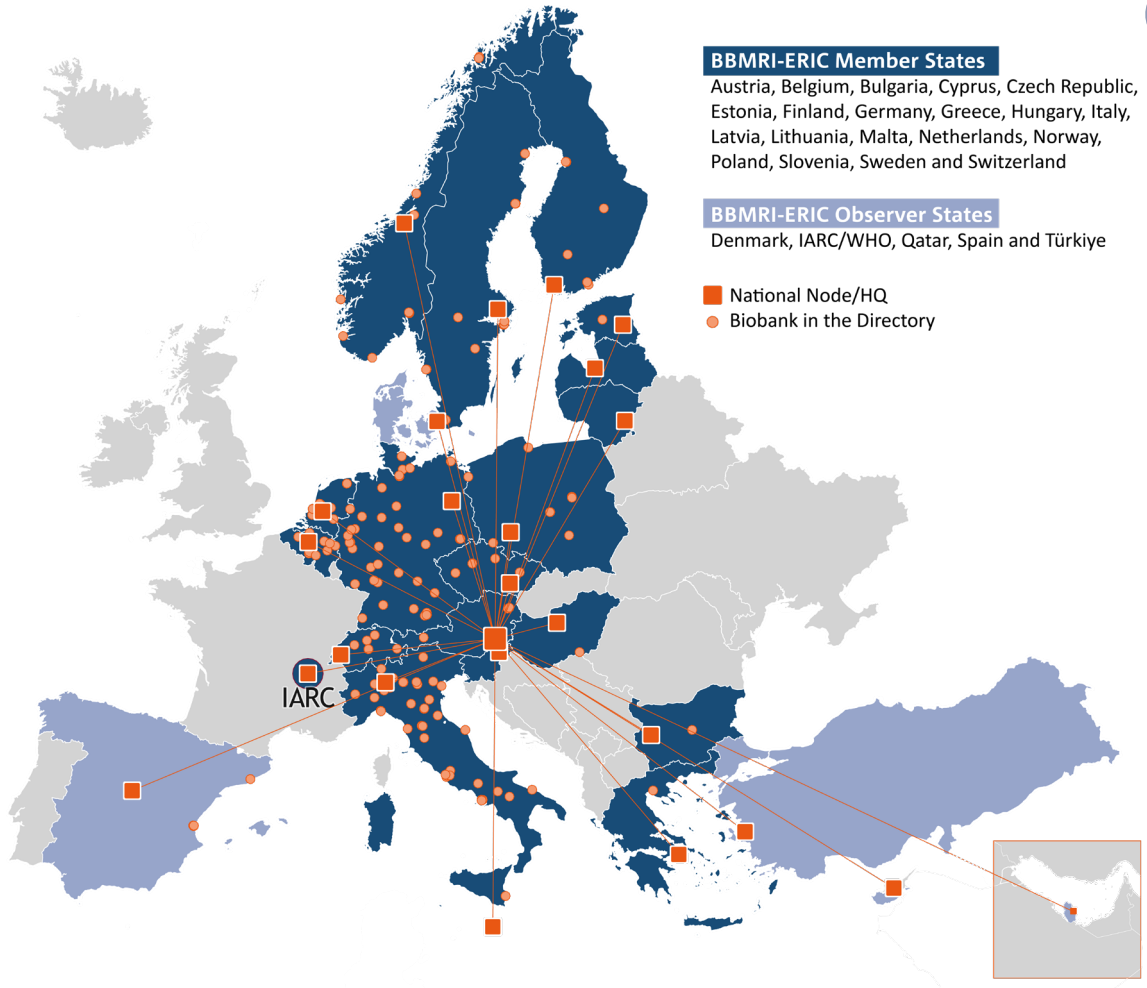 BBMRI-ERIC Member States
Austria, Belgium, Bulgaria, Cyprus, Czech Republic,
Estonia, Finland, Germany, Greece, Hungary, Italy,
Latvia, Lithuania, Malta, Netherlands, Norway,
Poland, Slovenia, Sweden and Switzerland
BBMRI-ERIC Observer States
Denmark, IARC/WHO, Qatar, Spain and Türkiye
National Node/HQ
Biobank in the Directory
IARC